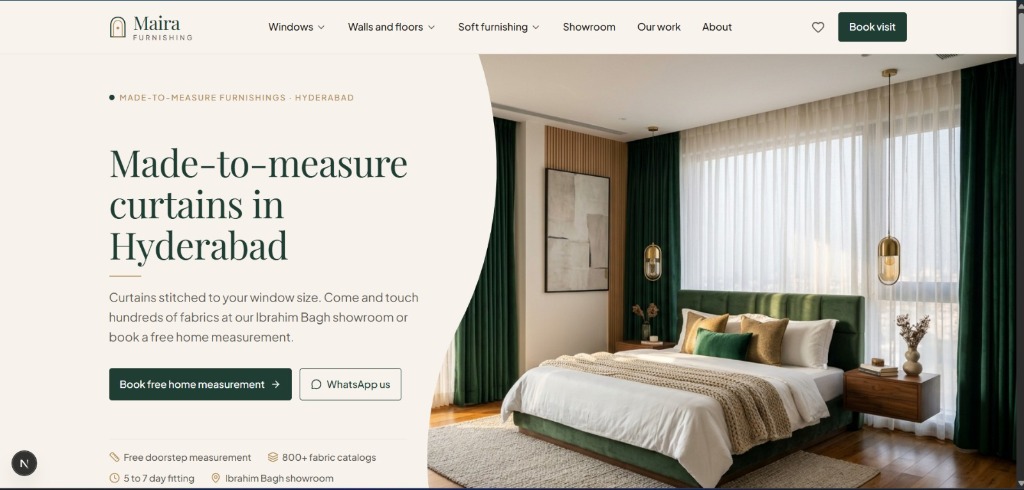 Maira
FURNISHING
Windows
Walls and floors
Soft furnishing
Showroom
Our work
About
Book visit
MADE-TO-MEASURE FURNISHINGS · HYDERABAD
Made-to-measure
curtains in
Hyderabad
Curtains stitched to your window size. Come and touch
hundreds of fabrics at our Ibrahim Bagh showroom or
book a free home measurement.
Book free home measurement →
WhatsApp us
Free doorstep measurement
800+ fabric catalogs
5 to 7 day fitting
Ibrahim Bagh showroom
N